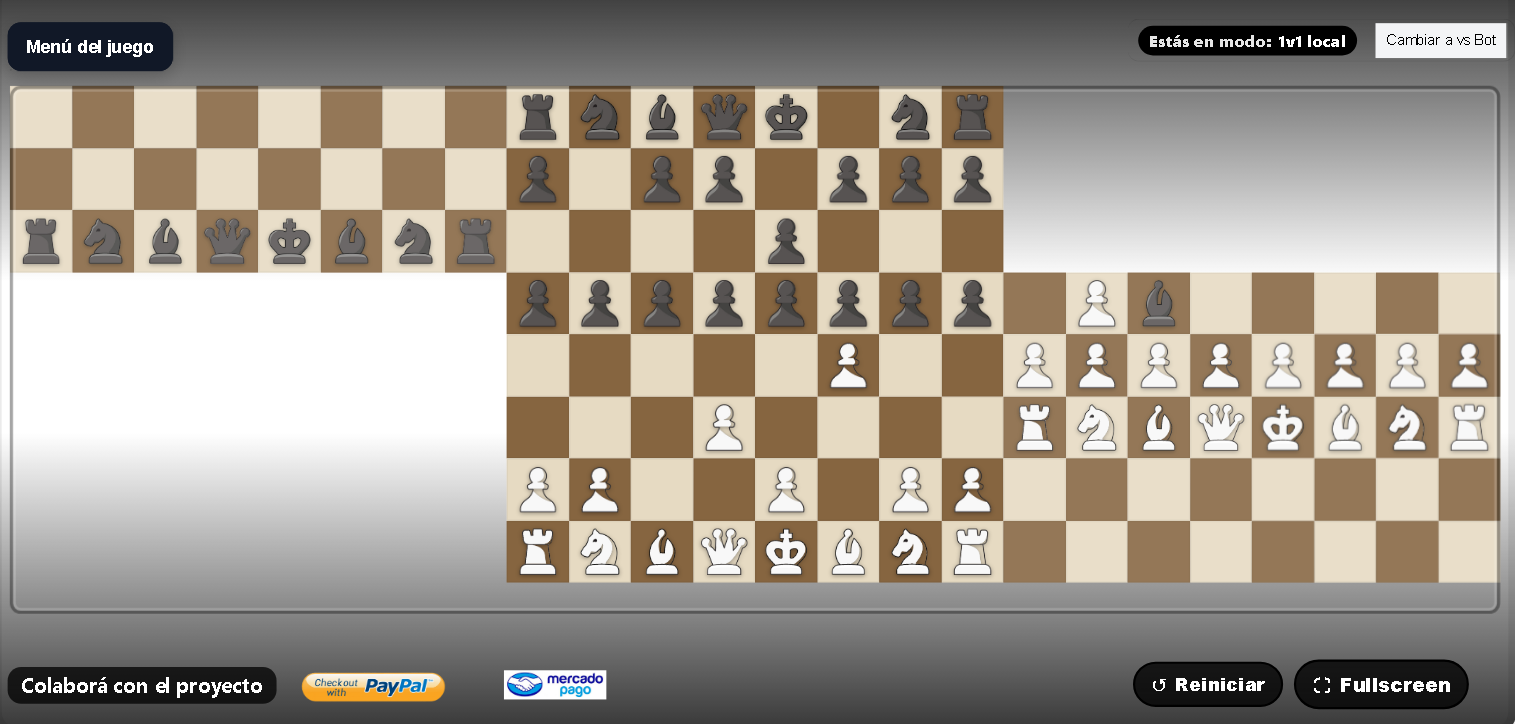 Menú del juego
Estás en modo: 1v1 local
Cambiar a vs Bot
Colaborá con el proyecto
Checkout
with PayPal™
mercado
pago
↺ Reiniciar
Fullscreen